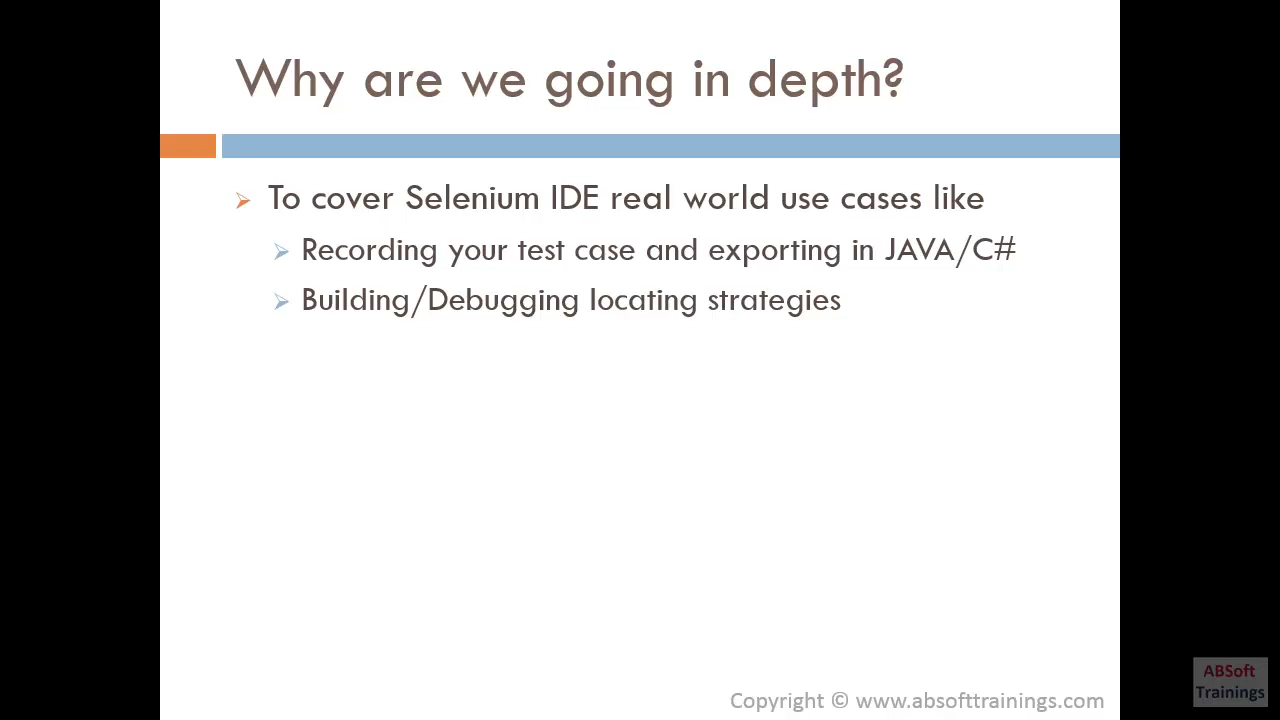 Why are we going in depth?
To cover Selenium IDE real world use cases like
Recording your test case and exporting in JAVA/C#
Building/Debugging locating strategies
Copyright © www.absofttrainings.com
ABSoft
Trainings